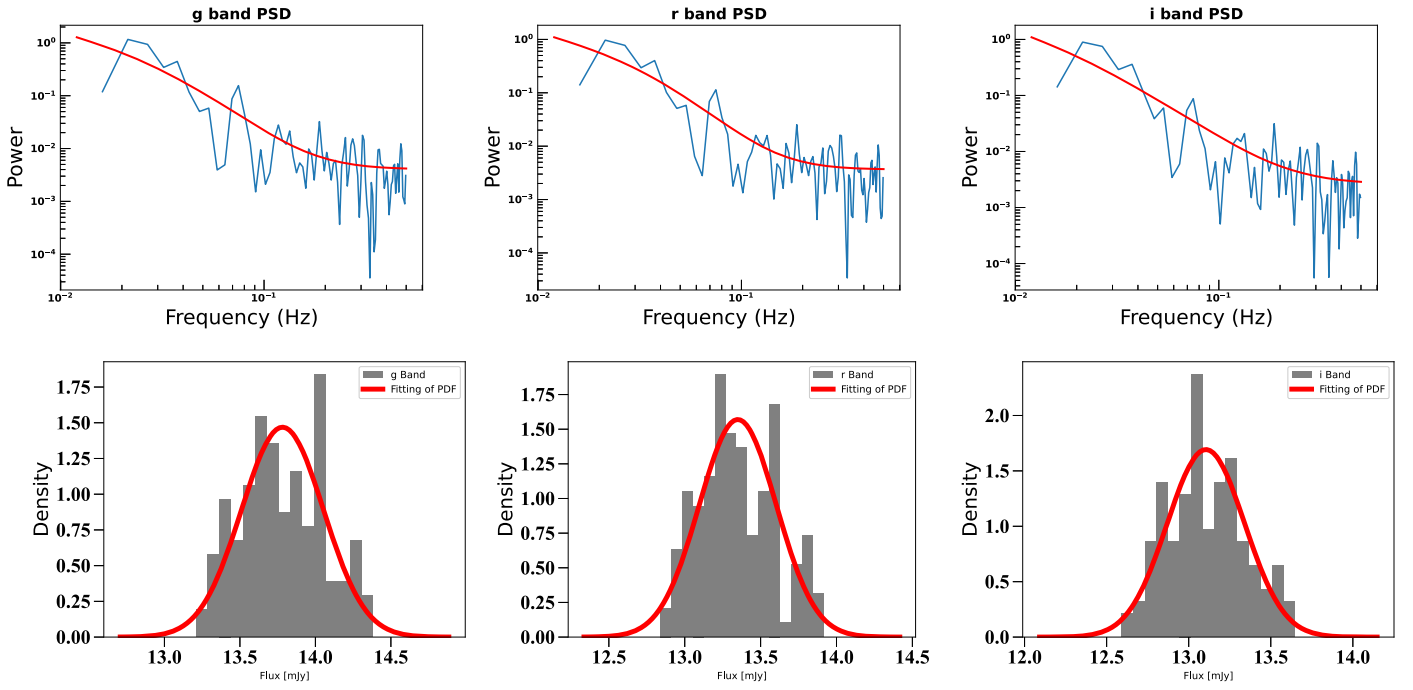 g band PSD
r band PSD
i band PSD
Power
10⁰
10⁻¹
10⁻²
10⁻³
10⁻⁴
10⁻²
10⁻¹
Frequency (Hz)
Power
10⁰
10⁻¹
10⁻²
10⁻³
10⁻⁴
10⁻²
10⁻¹
Frequency (Hz)
Power
10⁰
10⁻¹
10⁻²
10⁻³
10⁻⁴
10⁻²
10⁻¹
Frequency (Hz)
Density
1.75
1.50
1.25
1.00
0.75
0.50
0.25
0.00
g Band
Fitting of PDF
13.0 13.5 14.0 14.5
Flux [mJy]
Density
1.75
1.50
1.25
1.00
0.75
0.50
0.25
0.00
r Band
Fitting of PDF
12.5 13.0 13.5 14.0 14.5
Flux [mJy]
Density
2.0
1.5
1.0
0.5
0.0
i Band
Fitting of PDF
12.0 12.5 13.0 13.5 14.0
Flux [mJy]